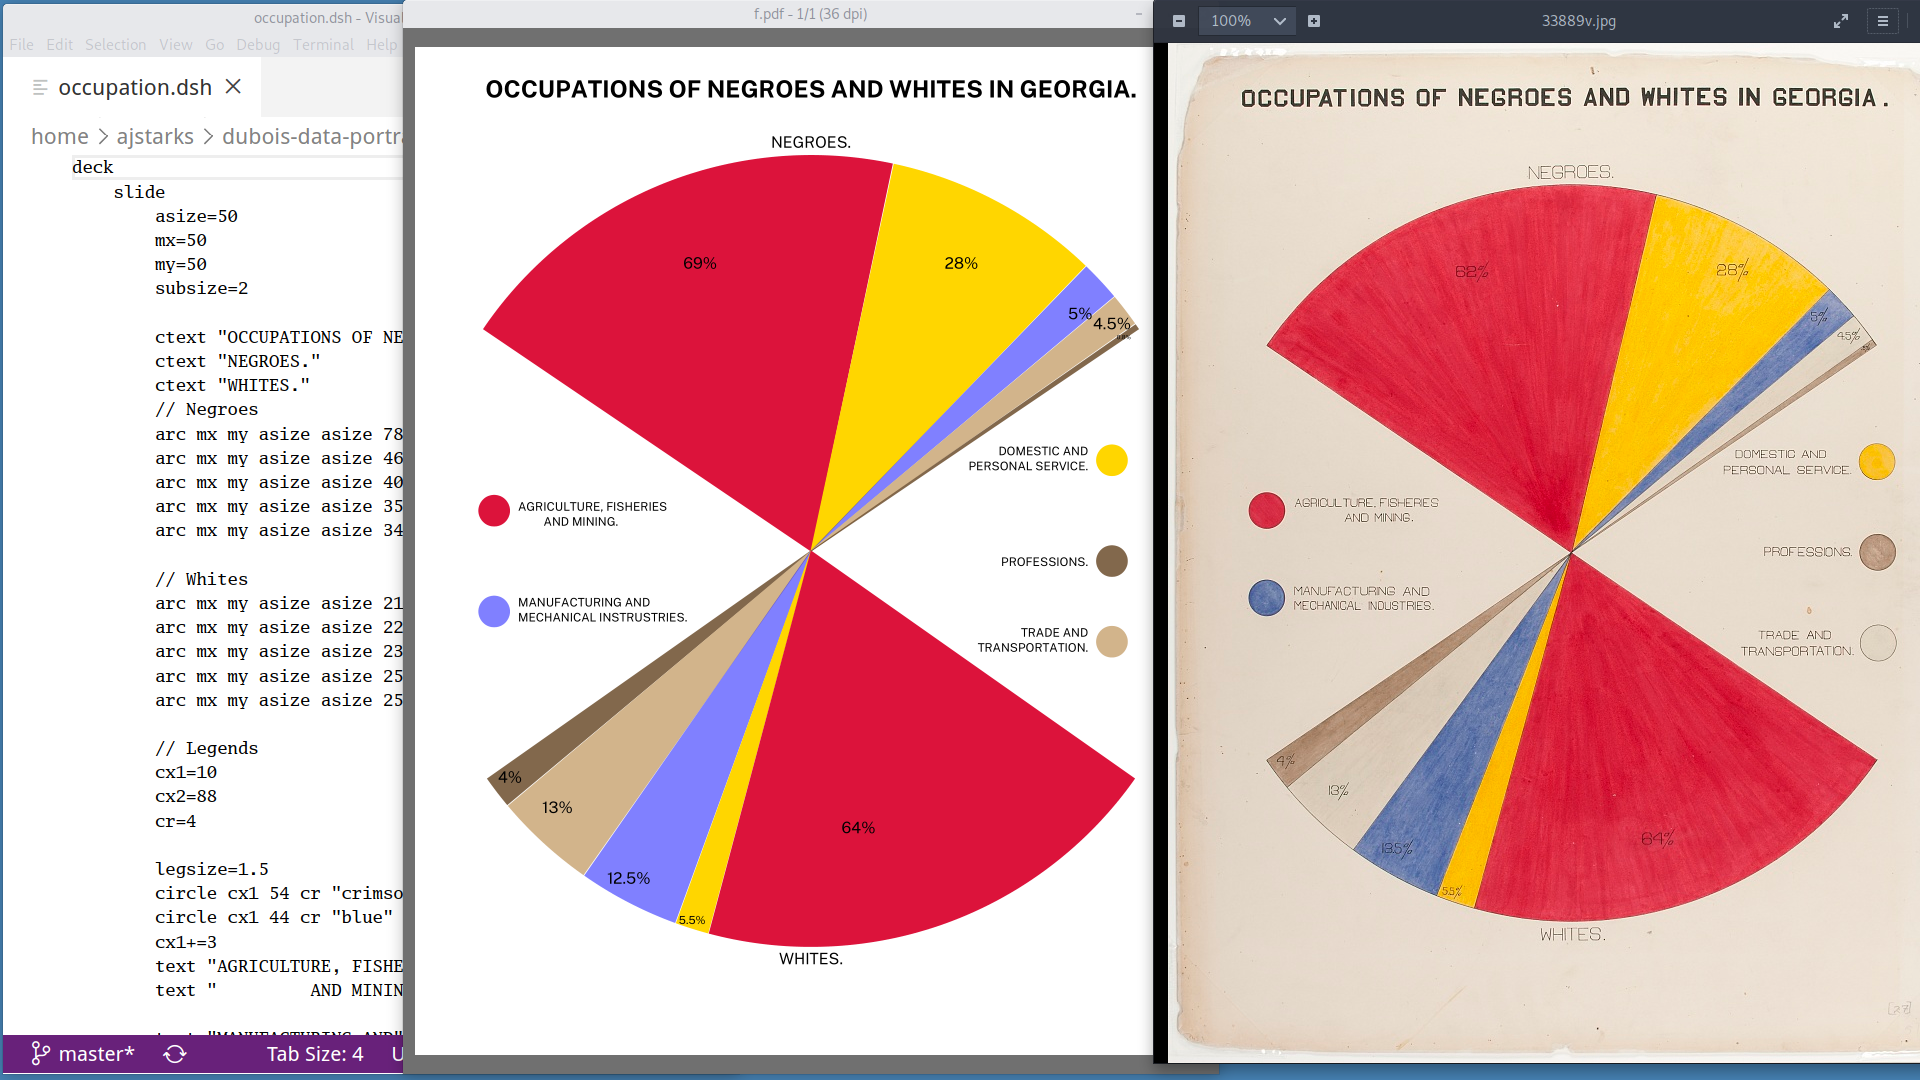 occupation.dsh - Visual
File Edit Selection View Go Debug Terminal Help
occupation.dsh
home > ajstarks > dubois-data-portra
deck
slide
asize=50
mx=50
my=50
subsize=2
ctext "OCCUPATIONS OF NE
ctext "NEGROES."
ctext "WHITES."
// Negroes
arc mx my asize asize 78
arc mx my asize asize 46
arc mx my asize asize 40
arc mx my asize asize 35
arc mx my asize asize 34
// Whites
arc mx my asize asize 21
arc mx my asize asize 22
arc mx my asize asize 23
arc mx my asize asize 25
arc mx my asize asize 25
// Legends
cx1=10
cx2=88
cr=4
legsize=1.5
circle cx1 54 cr "crimso
circle cx1 44 cr "blue"
cx1+=3
text "AGRICULTURE, FISHE
text " AND MININ
master*
Tab Size: 4
f.pdf - 1/1 (36 dpi)
OCCUPATIONS OF NEGROES AND WHITES IN GEORGIA.
NEGROES.
69%
28%
5%
4.5%
DOMESTIC AND
PERSONAL SERVICE.
AGRICULTURE, FISHERIES
AND MINING.
PROFESSIONS.
MANUFACTURING AND
MECHANICAL INSTRUSTRIES.
TRADE AND
TRANSPORTATION.
4%
13%
12.5%
5.5%
64%
WHITES.
100%
33889v.jpg
OCCUPATIONS OF NEGROES AND WHITES IN GEORGIA.
NEGROES.
62%
28%
5%
4.5%
DOMESTIC AND
PERSONAL SERVICE.
AGRICULTURE, FISHERIES
AND MINING.
PROFESSIONS.
MANUFACTURING AND
MECHANICAL INDUSTRIES.
TRADE AND
TRANSPORTATION.
4%
13%
13.5%
5.5%
64%
WHITES.
[27]